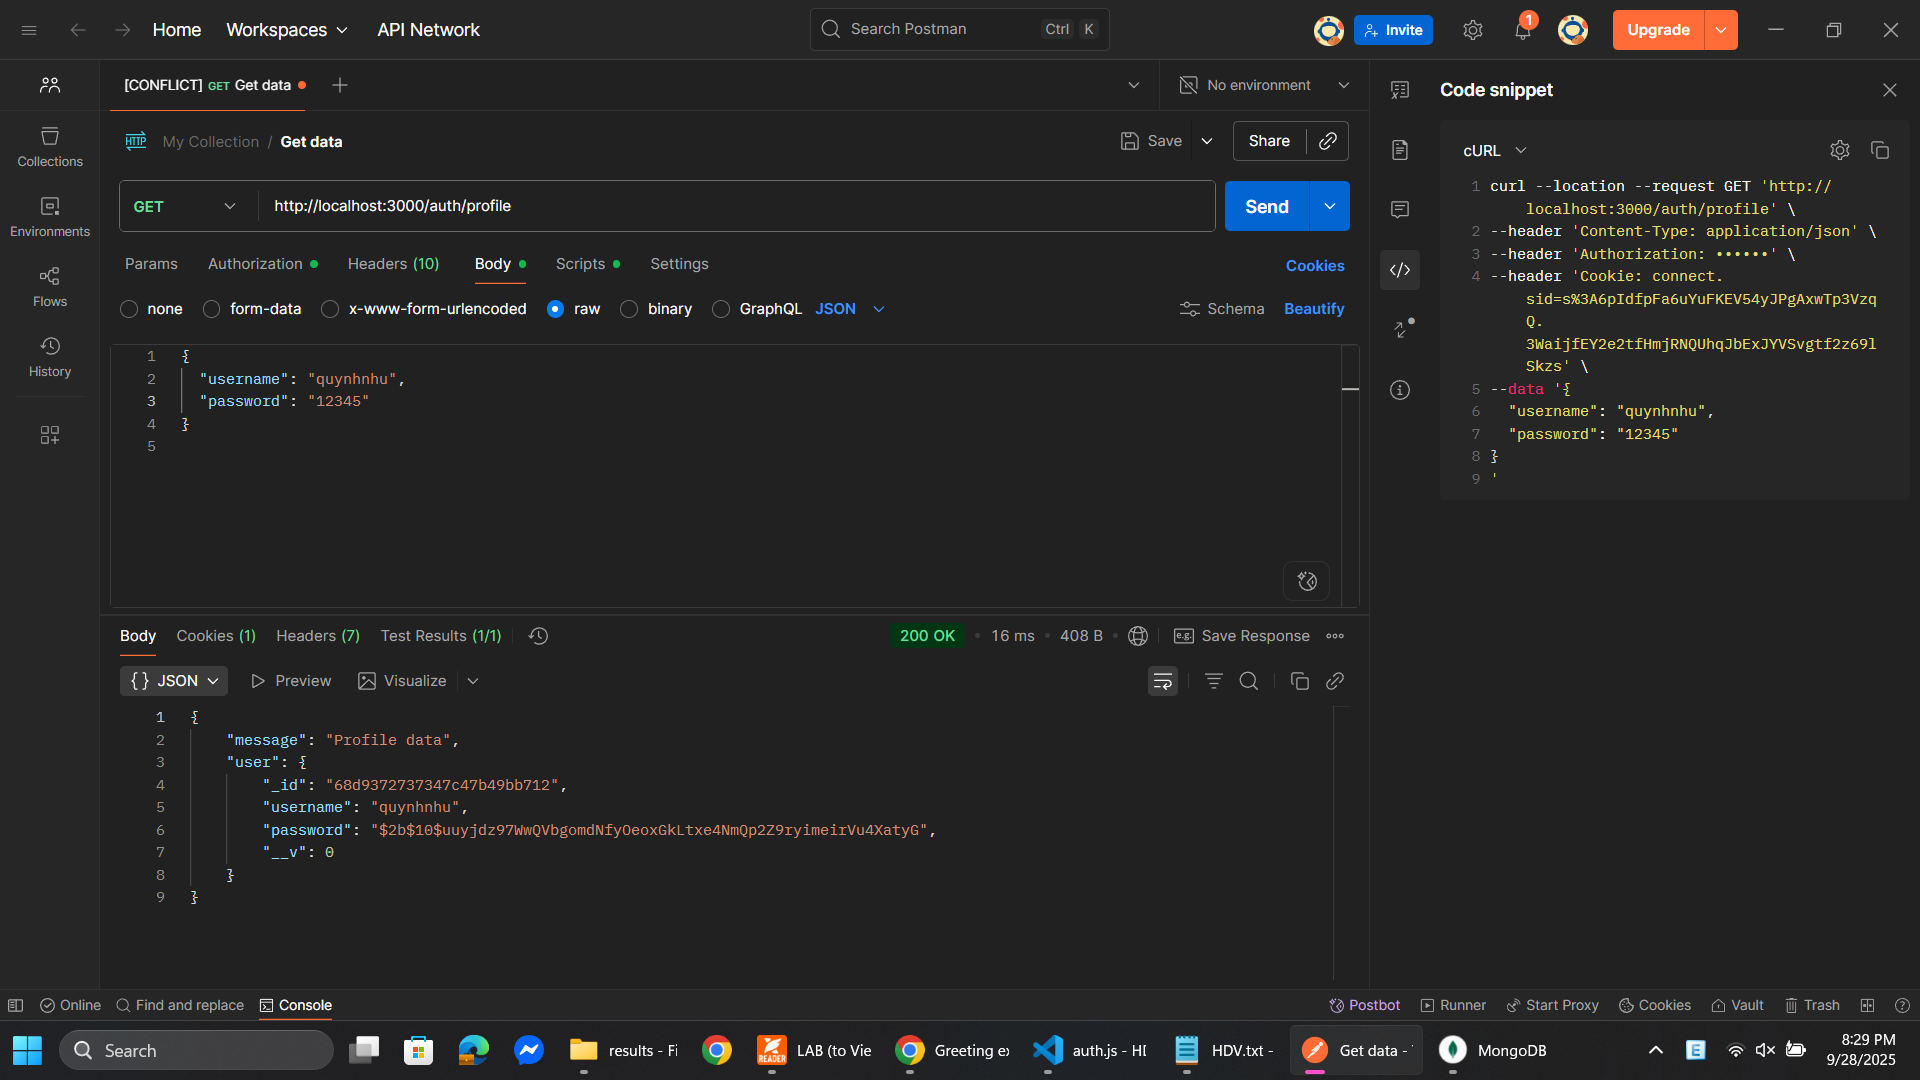 Home
Workspaces
API Network
Search Postman
Ctrl
K
Invite
1
Upgrade
[CONFLICT] GET Get data
No environment
Code snippet
HTTP
My Collection / Get data
Save
Share
cURL
Collections
Environments
Flows
History
GET
http://localhost:3000/auth/profile
Send
Params
Authorization
Headers (10)
Body
Scripts
Settings
Cookies
none
form-data
x-www-form-urlencoded
raw
binary
GraphQL
JSON
Schema
Beautify
1 {
2 "username": "quynhnhu",
3 "password": "12345"
4 }
5
1 curl --location --request GET 'http://
localhost:3000/auth/profile' \
2 --header 'Content-Type: application/json' \
3 --header 'Authorization: ••••••' \
4 --header 'Cookie: connect.
sid=s%3A6pIdfpFa6uYuFKEV54yJPgAxwTp3Vzq
Q.
3WaijfEY2e2tfHmjRNQUhqJbExJYVSvgtf2z69l
Skzs' \
5 --data '{
6 "username": "quynhnhu",
7 "password": "12345"
8 }
9 '
Body
Cookies (1)
Headers (7)
Test Results (1/1)
200 OK
16 ms
408 B
e.g.
Save Response
{} JSON
Preview
Visualize
1 {
2 "message": "Profile data",
3 "user": {
4 "_id": "68d9372737347c47b49bb712",
5 "username": "quynhnhu",
6 "password": "$2b$10$uuyjdz97WwQVbgomdNfyOeoxGkLtxe4NmQp2Z9ryimeirVu4XatyG",
7 "__v": 0
8 }
9 }
Online
Find and replace
Console
Postbot
Runner
Start Proxy
Cookies
Vault
Trash
Search
results - Fi
READER
LAB (to Vie
Greeting ex
auth.js - HI
HDV.txt -
Get data -
MongoDB
E
8:29 PM
9/28/2025